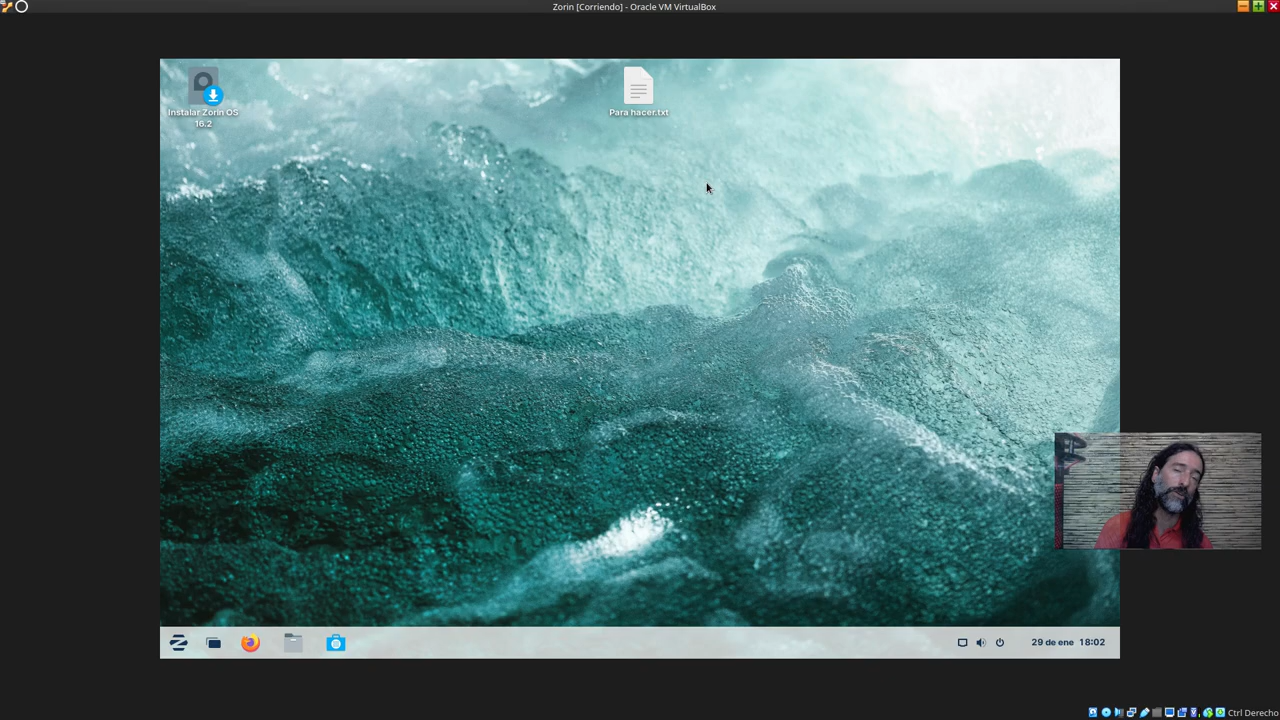 Zorin [Corriendo] - Oracle VM VirtualBox
Instalar Zorin OS
16.2
Para hacer.txt
29 de ene 18:02
Ctrl Derecho